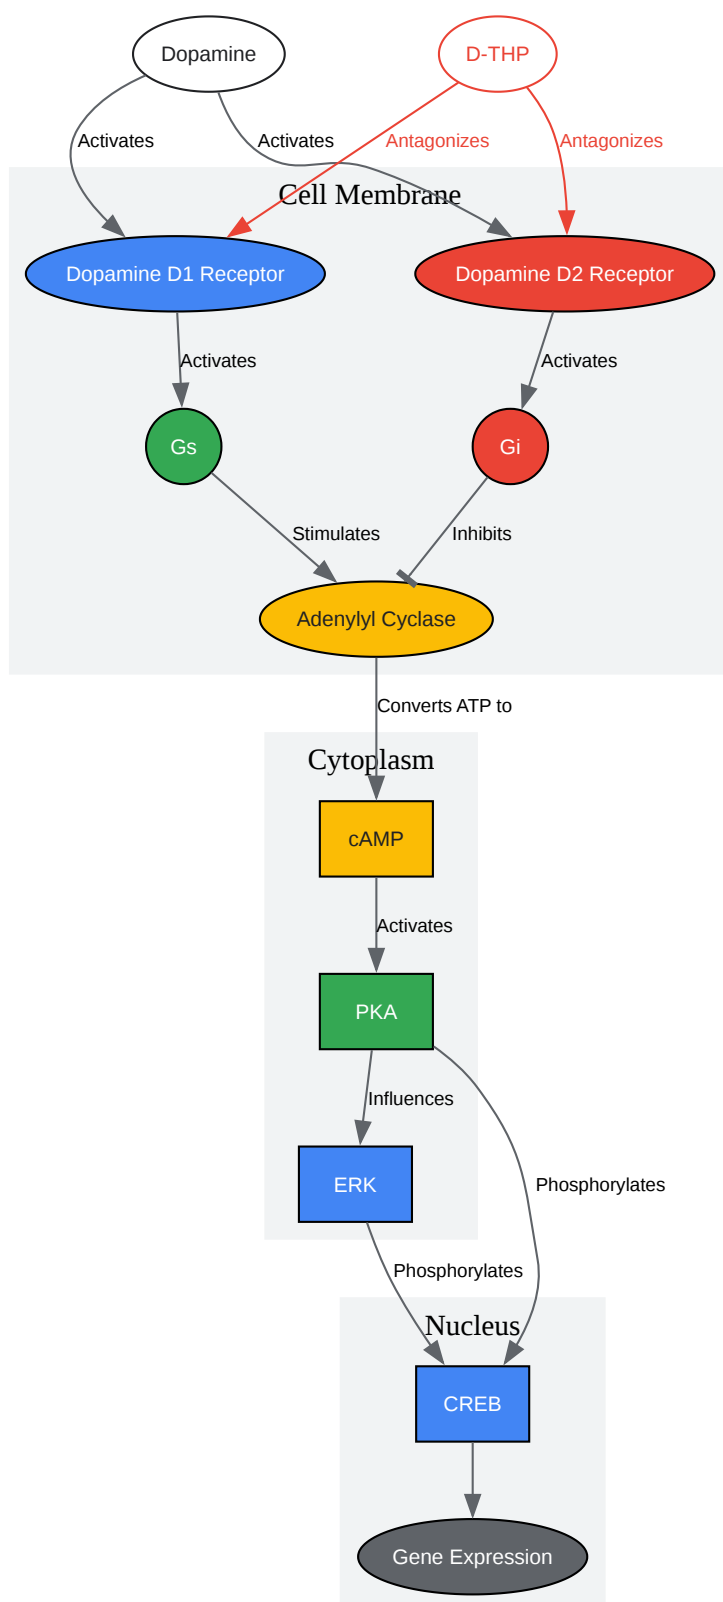 Dopamine
D-THP
Activates
Activates
Antagonizes
Antagonizes
Cell Membrane
Dopamine D1 Receptor
Dopamine D2 Receptor
Activates
Activates
Gs
Gi
Stimulates
Inhibits
Adenylyl Cyclase
Converts ATP to
Cytoplasm
cAMP
Activates
PKA
Influences
ERK
Phosphorylates
Phosphorylates
Nucleus
CREB
Gene Expression